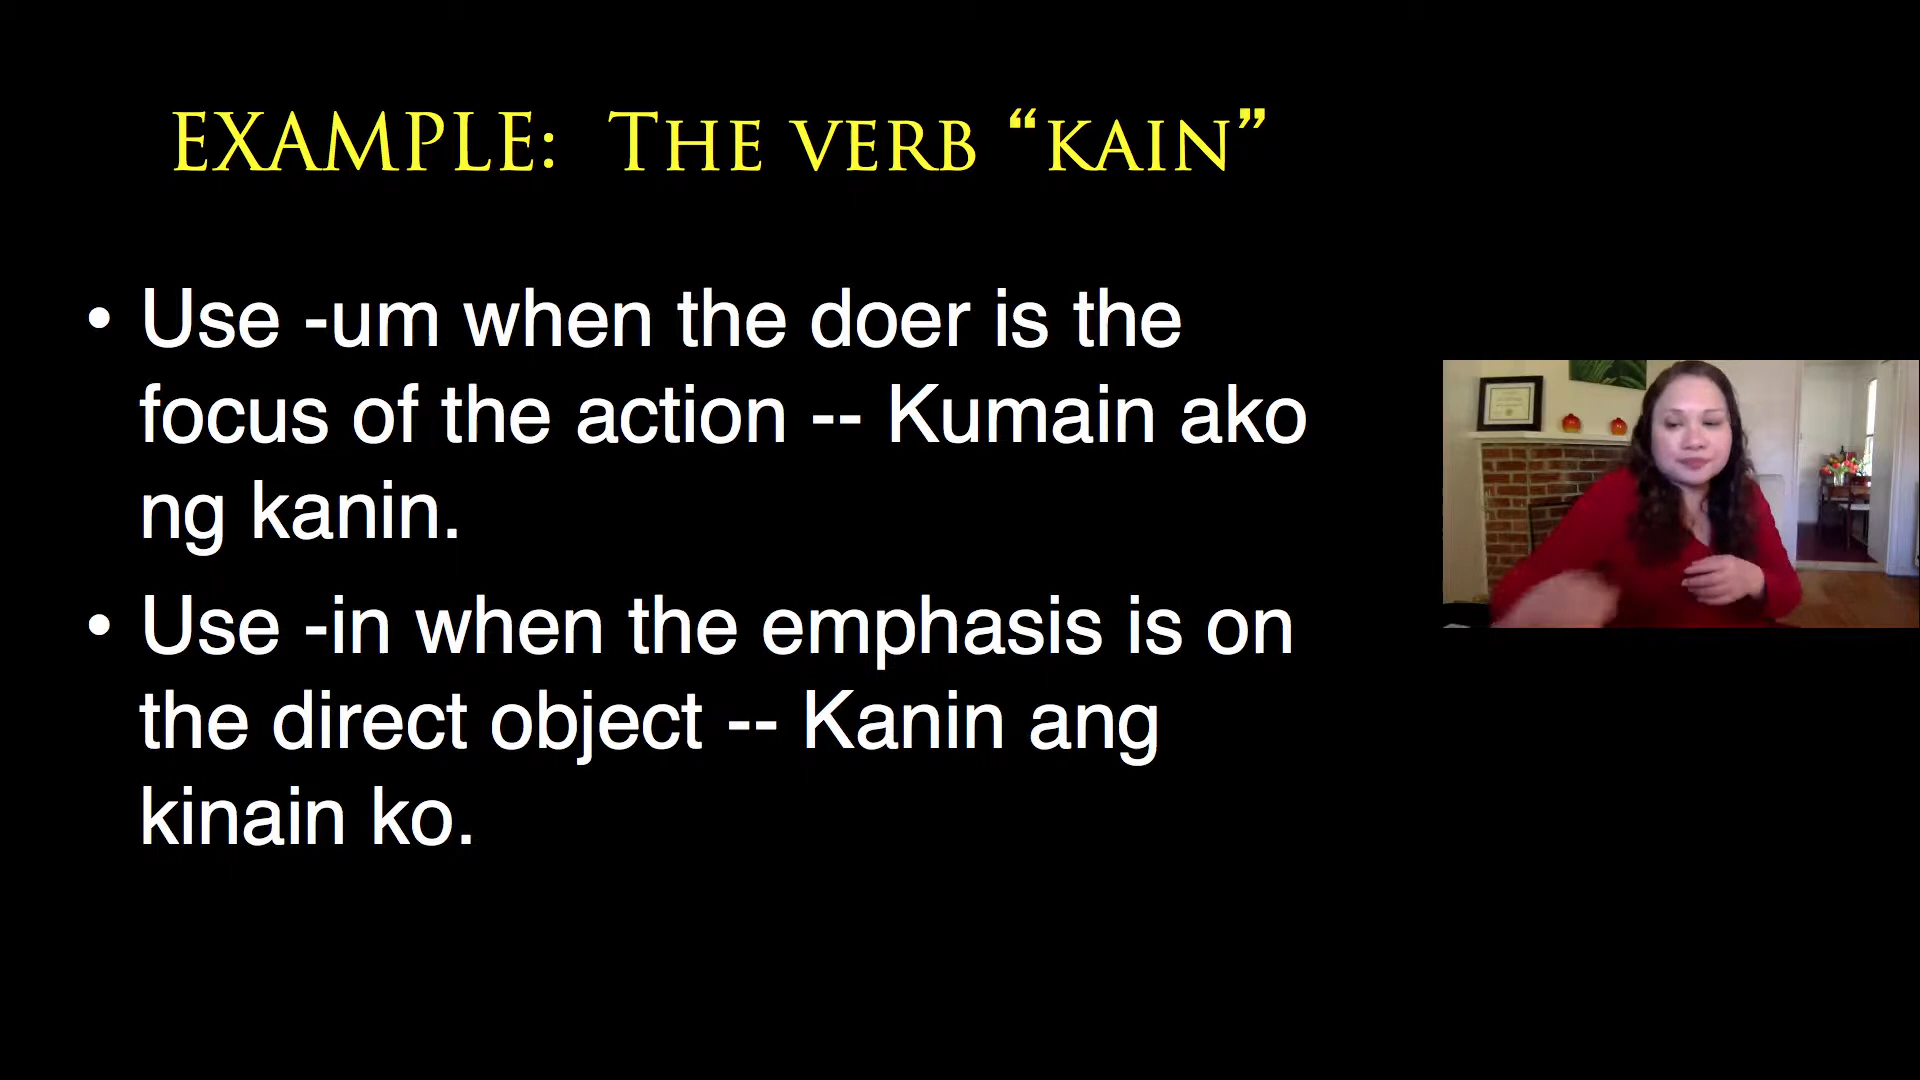 EXAMPLE: THE VERB “KAIN”
• Use -um when the doer is the
focus of the action -- Kumain ako
ng kanin.
• Use -in when the emphasis is on
the direct object -- Kanin ang
kinain ko.